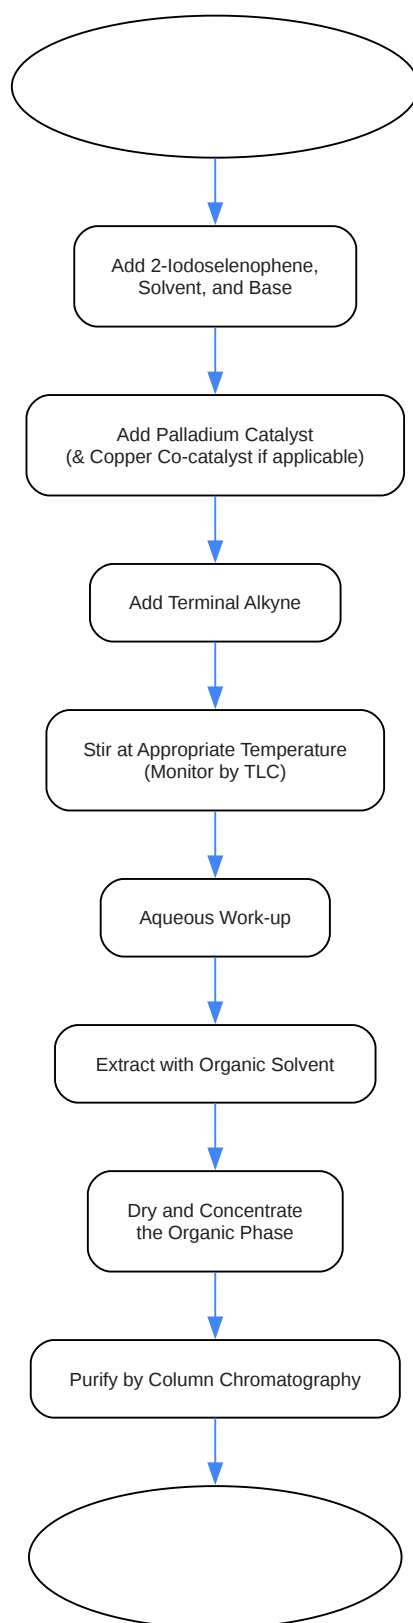 Add 2-Iodoselenophene,
Solvent, and Base
Add Palladium Catalyst
(& Copper Co-catalyst if applicable)
Add Terminal Alkyne
Stir at Appropriate Temperature
(Monitor by TLC)
Aqueous Work-up
Extract with Organic Solvent
Dry and Concentrate
the Organic Phase
Purify by Column Chromatography